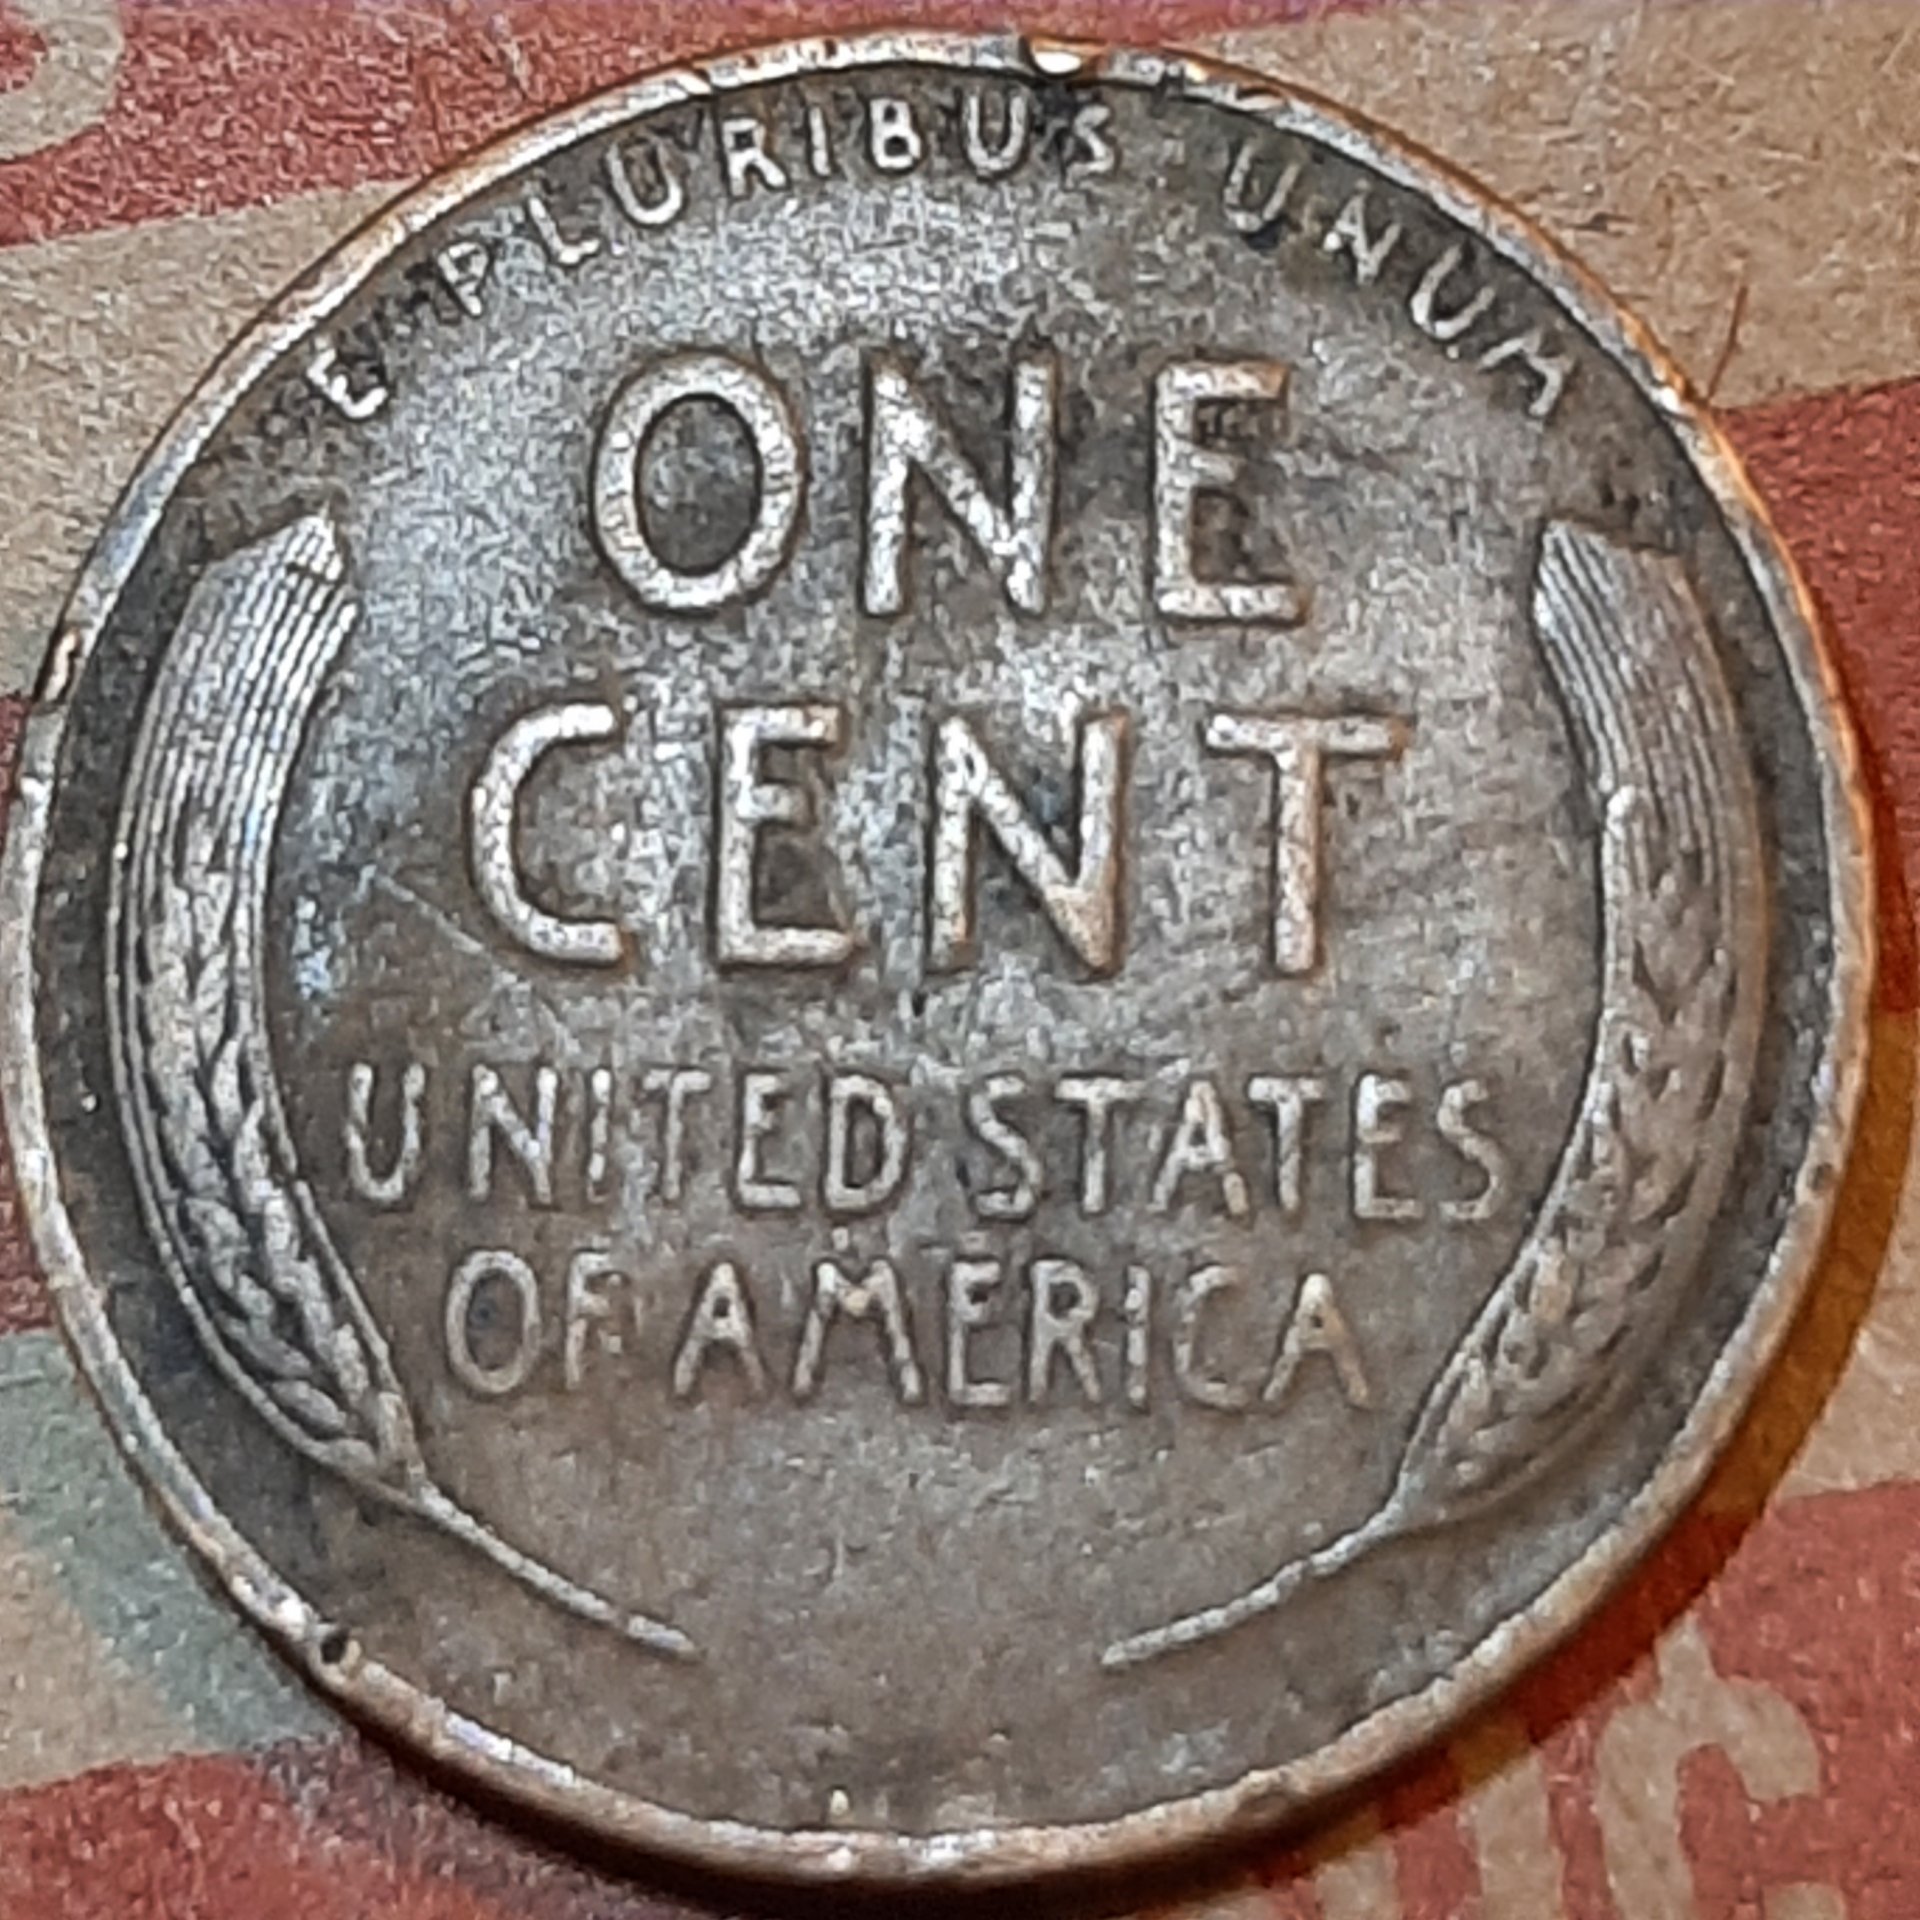 E PLURIBUS UNUM
ONE
CENT
UNITED STATES
OF AMERICA